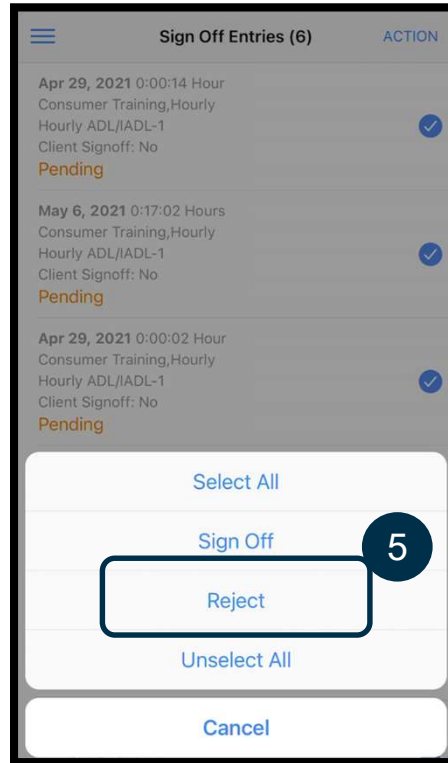 Sign Off Entries (6) ACTION
Apr 29, 2021 0:00:14 Hour
Consumer Training,Hourly
Hourly ADL/IADL-1
Client Signoff: No
Pending
May 6, 2021 0:17:02 Hours
Consumer Training,Hourly
Hourly ADL/IADL-1
Client Signoff: No
Pending
Apr 29, 2021 0:00:02 Hour
Consumer Training,Hourly
Hourly ADL/IADL-1
Client Signoff: No
Pending
Select All
Sign Off
5
Reject
Unselect All
Cancel